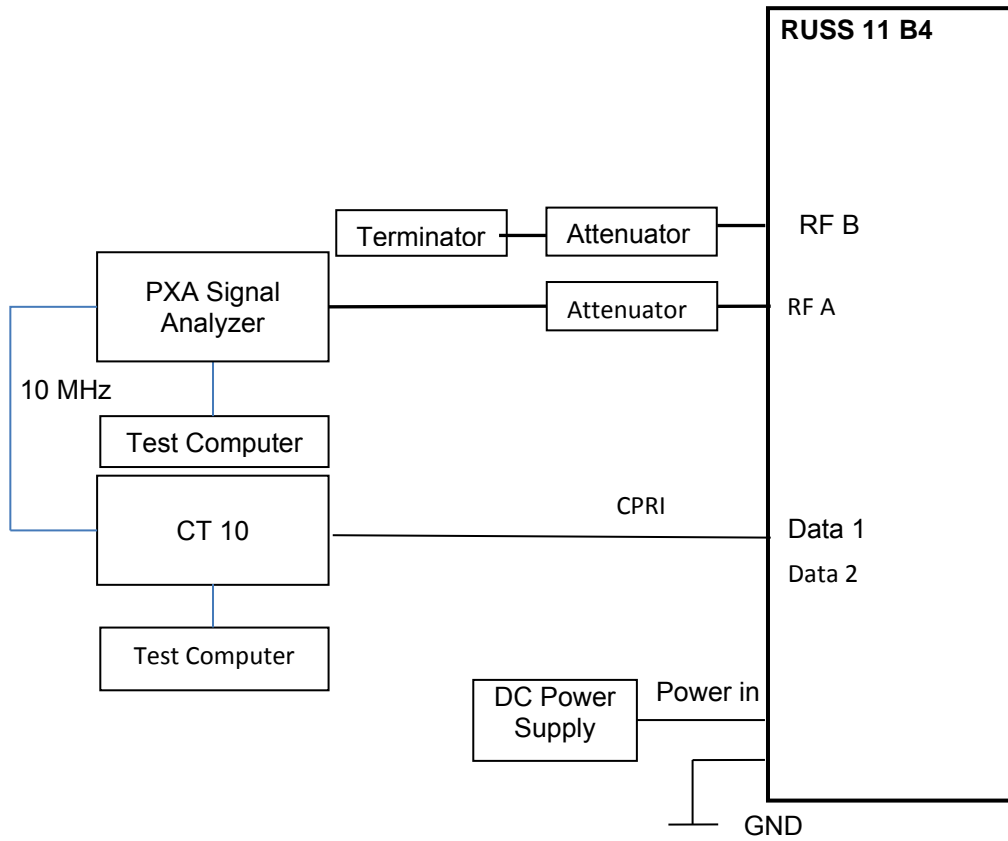 RUSS 11 B4
Terminator
Attenuator
RF B
PXA Signal
Analyzer
Attenuator
RF A
10 MHz
Test Computer
CT 10
CPRI
Data 1
Data 2
Test Computer
DC Power
Supply
Power in
GND